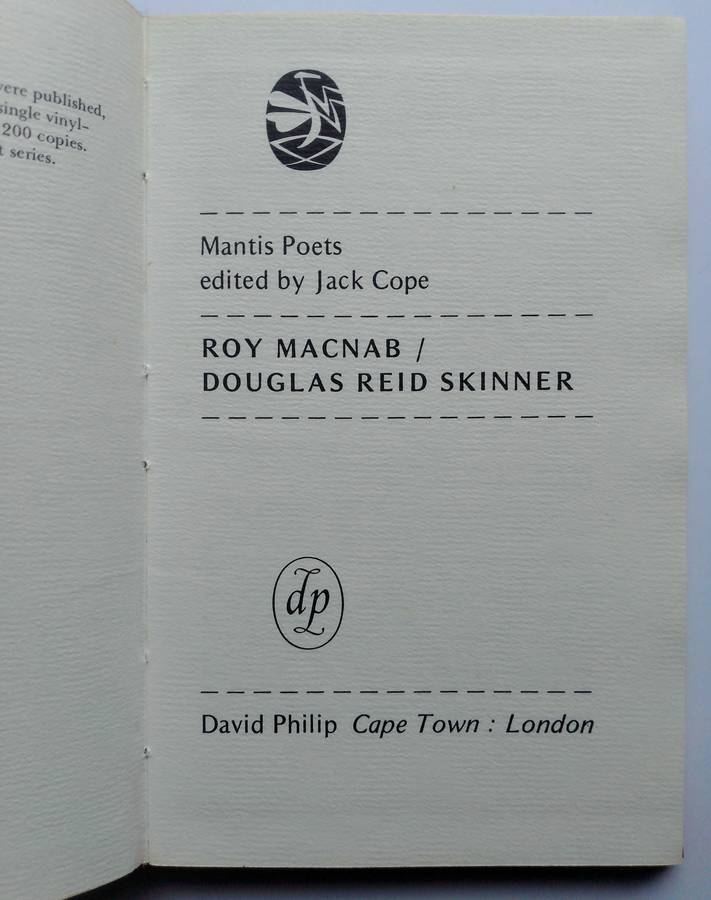 were published,
single vinyl-
200 copies.
t series.
Mantis Poets
edited by Jack Cope
ROY MACNAB /
DOUGLAS REID SKINNER
dp
David Philip Cape Town : London